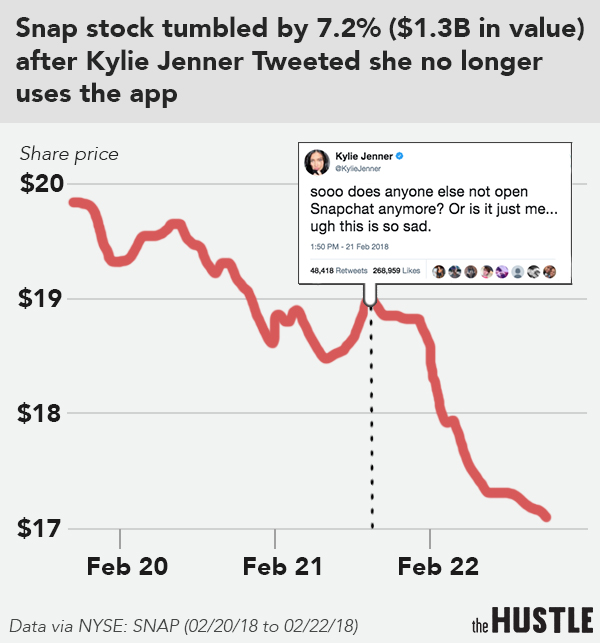 Snap stock tumbled by 7.2% ($1.3B in value)
after Kylie Jenner Tweeted she no longer
uses the app
Share price
$20
Kylie Jenner
@KylieJenner
sooo does anyone else not open
Snapchat anymore? Or is it just me...
ugh this is so sad.
1:50 PM - 21 Feb 2018
48,418 Retweets 268,959 Likes
$19
$18
$17
Feb 20 Feb 21 Feb 22
Data via NYSE: SNAP (02/20/18 to 02/22/18)
the HUSTLE